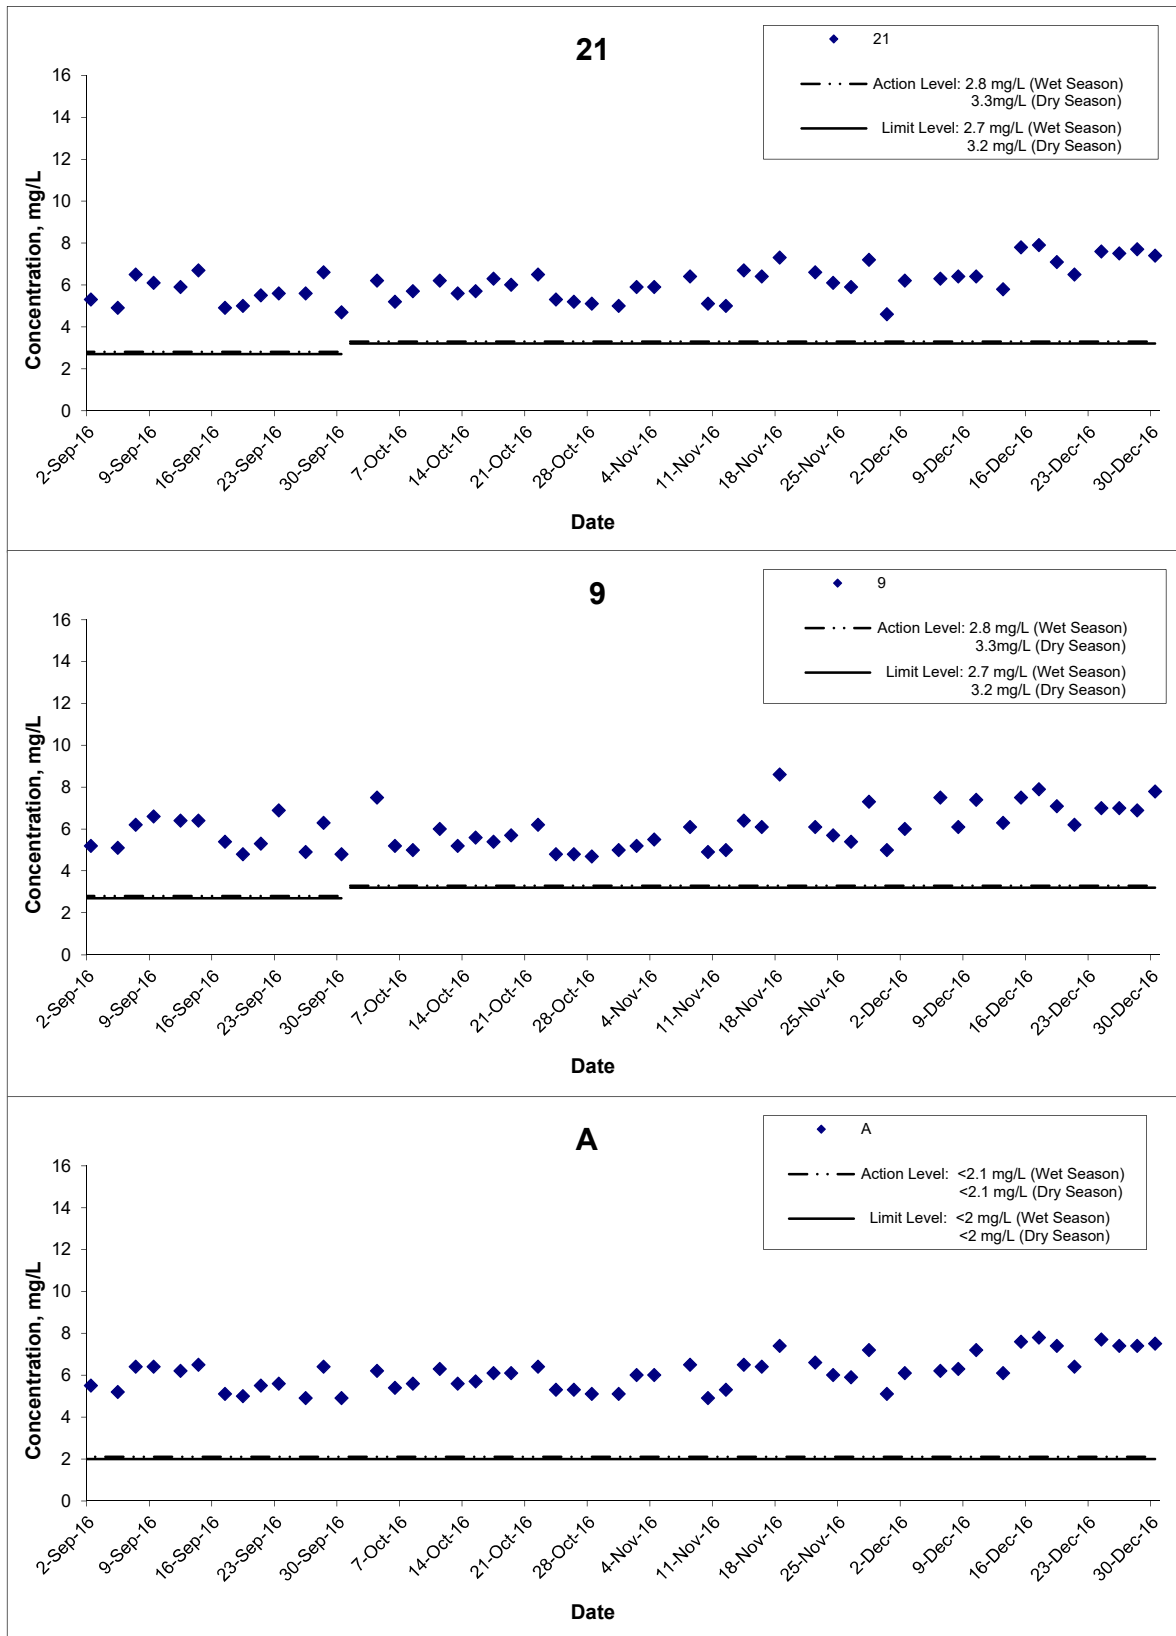 21
21
Action Level: 2.8 mg/L (Wet Season)
3.3mg/L (Dry Season)
Limit Level: 2.7 mg/L (Wet Season)
3.2 mg/L (Dry Season)
Concentration, mg/L
16
14
12
10
8
6
4
2
0
2-Sep-16
9-Sep-16
16-Sep-16
23-Sep-16
30-Sep-16
7-Oct-16
14-Oct-16
21-Oct-16
28-Oct-16
4-Nov-16
11-Nov-16
18-Nov-16
25-Nov-16
2-Dec-16
9-Dec-16
16-Dec-16
23-Dec-16
30-Dec-16
Date
9
9
Action Level: 2.8 mg/L (Wet Season)
3.3mg/L (Dry Season)
Limit Level: 2.7 mg/L (Wet Season)
3.2 mg/L (Dry Season)
Concentration, mg/L
16
14
12
10
8
6
4
2
0
2-Sep-16
9-Sep-16
16-Sep-16
23-Sep-16
30-Sep-16
7-Oct-16
14-Oct-16
21-Oct-16
28-Oct-16
4-Nov-16
11-Nov-16
18-Nov-16
25-Nov-16
2-Dec-16
9-Dec-16
16-Dec-16
23-Dec-16
30-Dec-16
Date
A
A
Action Level: <2.1 mg/L (Wet Season)
<2.1 mg/L (Dry Season)
Limit Level: <2 mg/L (Wet Season)
<2 mg/L (Dry Season)
Concentration, mg/L
16
14
12
10
8
6
4
2
0
2-Sep-16
9-Sep-16
16-Sep-16
23-Sep-16
30-Sep-16
7-Oct-16
14-Oct-16
21-Oct-16
28-Oct-16
4-Nov-16
11-Nov-16
18-Nov-16
25-Nov-16
2-Dec-16
9-Dec-16
16-Dec-16
23-Dec-16
30-Dec-16
Date